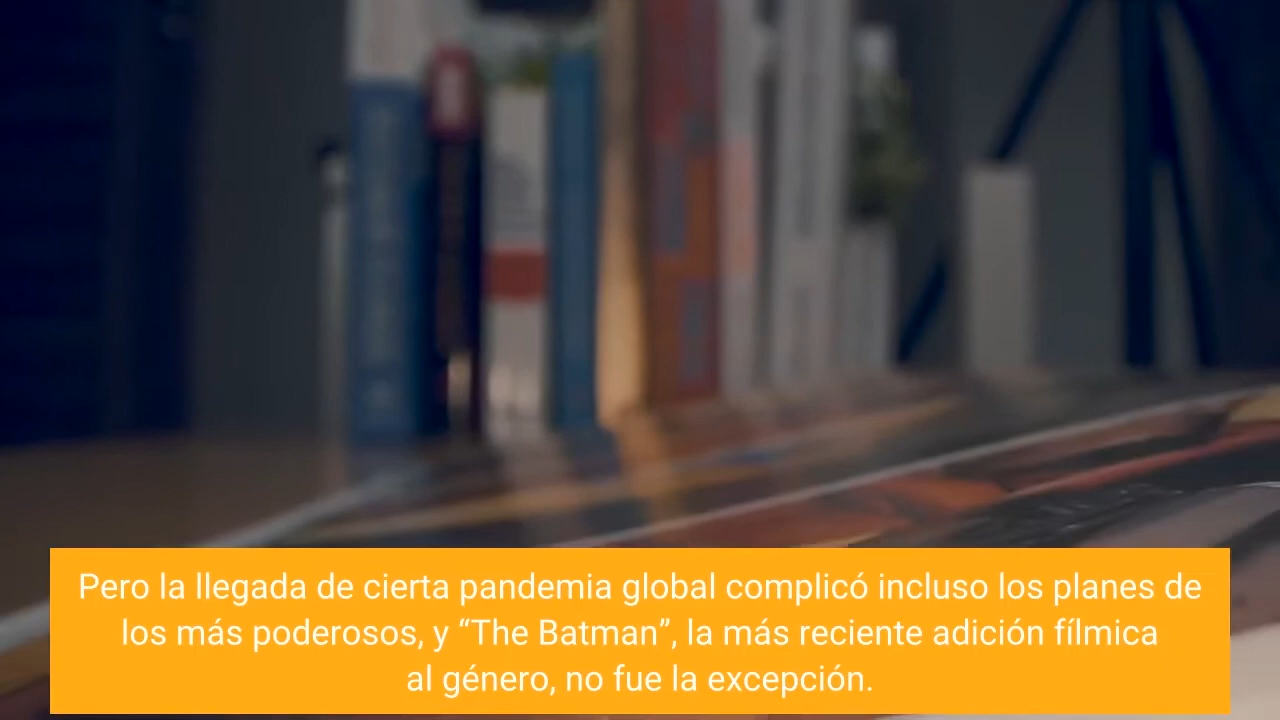 Pero la llegada de cierta pandemia global complicó incluso los planes de
los más poderosos, y “The Batman”, la más reciente adición fílmica
al género, no fue la excepción.